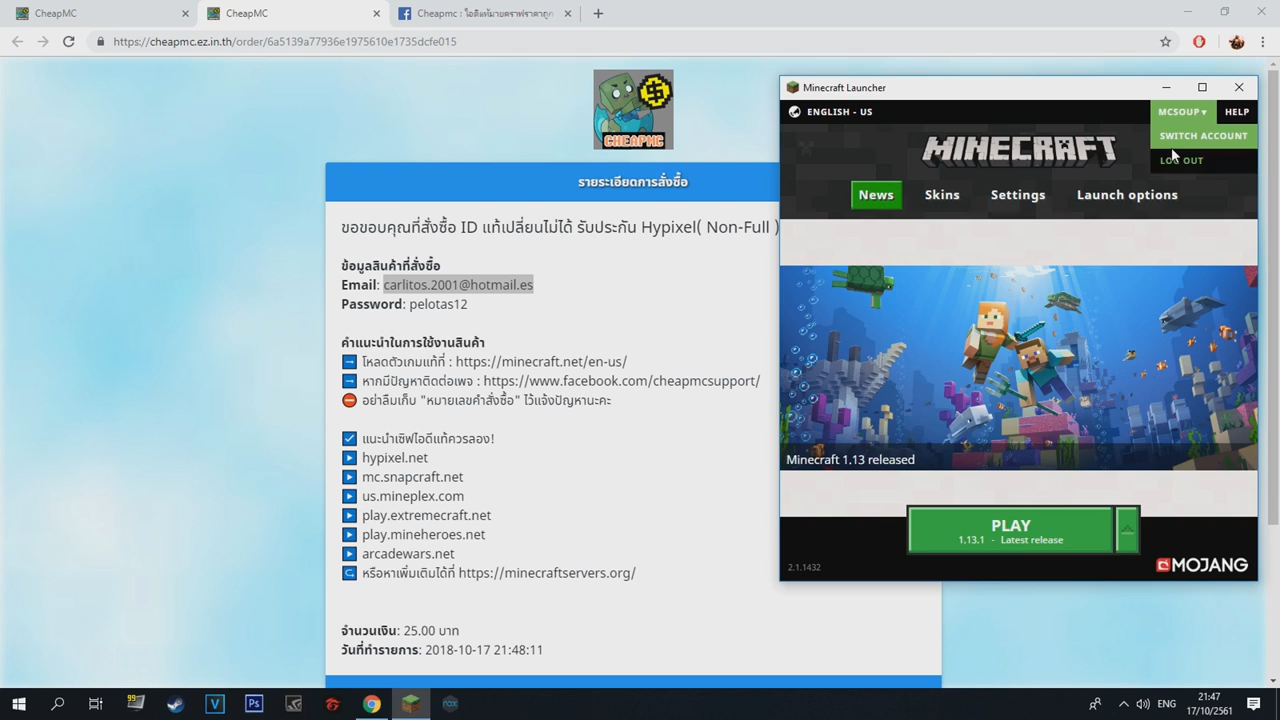 CheapMC
CheapMC
Cheapmc : ไอดีแท้มายคราฟราคาถูก
https://cheapmc.ez.in.th/order/6a5139a77936e1975610e1735dcfe015
CHEAPMC
รายระเอียดการสั่งซื้อ
ขอขอบคุณที่สั่งซื้อ ID แท้เปลี่ยนไม่ได้ รับประกัน Hypixel( Non-Full )
ข้อมูลสินค้าที่สั่งซื้อ
Email: carlitos.2001@hotmail.es
Password: pelotas12
คำแนะนำในการใช้งานสินค้า
โหลดตัวเกมแท้ที่ : https://minecraft.net/en-us/
หากมีปัญหาติดต่อเพจ : https://www.facebook.com/cheapmcsupport/
อย่าลืมเก็บ "หมายเลขคำสั่งซื้อ" ไว้แจ้งปัญหานะคะ
แนะนำเซิฟไอดีแท้ควรลอง!
hypixel.net
mc.snapcraft.net
us.mineplex.com
play.extremecraft.net
play.mineheroes.net
arcadewars.net
หรือหาเพิ่มเติมได้ที่ https://minecraftservers.org/
จำนวนเงิน: 25.00 บาท
วันที่ทำรายการ: 2018-10-17 21:48:11
Minecraft Launcher
ENGLISH - US
MCSOUP
HELP
SWITCH ACCOUNT
LOG OUT
MINECRAFT
News
Skins
Settings
Launch options
Minecraft 1.13 released
PLAY
1.13.1 - Latest release
2.1.1432
MOJANG
99
V
Ps
NOX
ENG
21:47
17/10/2561